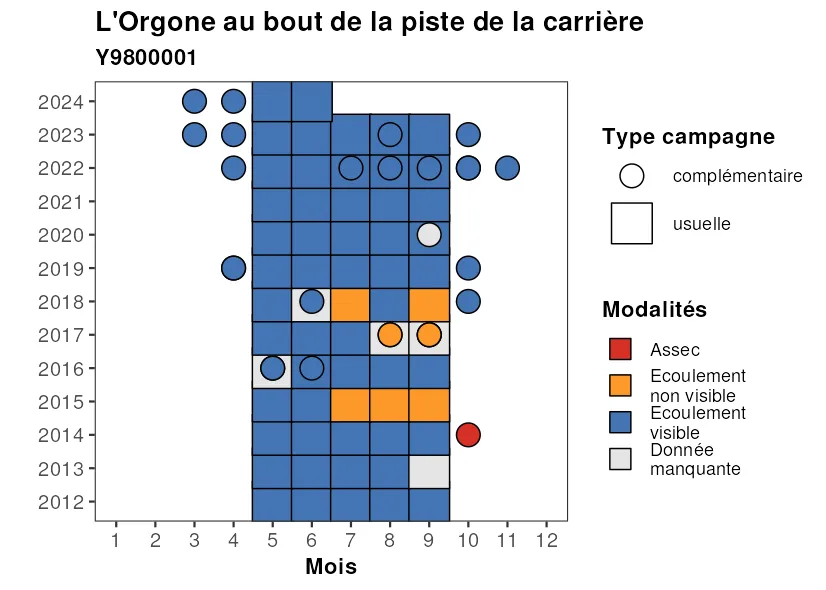 L'Orgone au bout de la piste de la carrière
Y9800001
2024
2023
2022
2021
2020
2019
2018
2017
2016
2015
2014
2013
2012
1 2 3 4 5 6 7 8 9 10 11 12
Mois
Type campagne
complémentaire
usuelle
Modalités
Assec
Ecoulement
non visible
Ecoulement
visible
Donnée
manquante